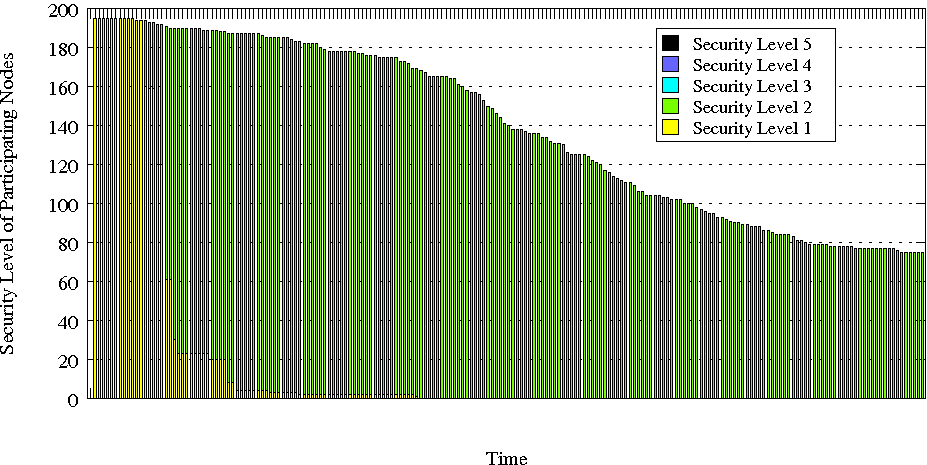 200
180
160
140
120
100
80
60
40
20
0
Security Level of Participating Nodes
Security Level 5
Security Level 4
Security Level 3
Security Level 2
Security Level 1
Time